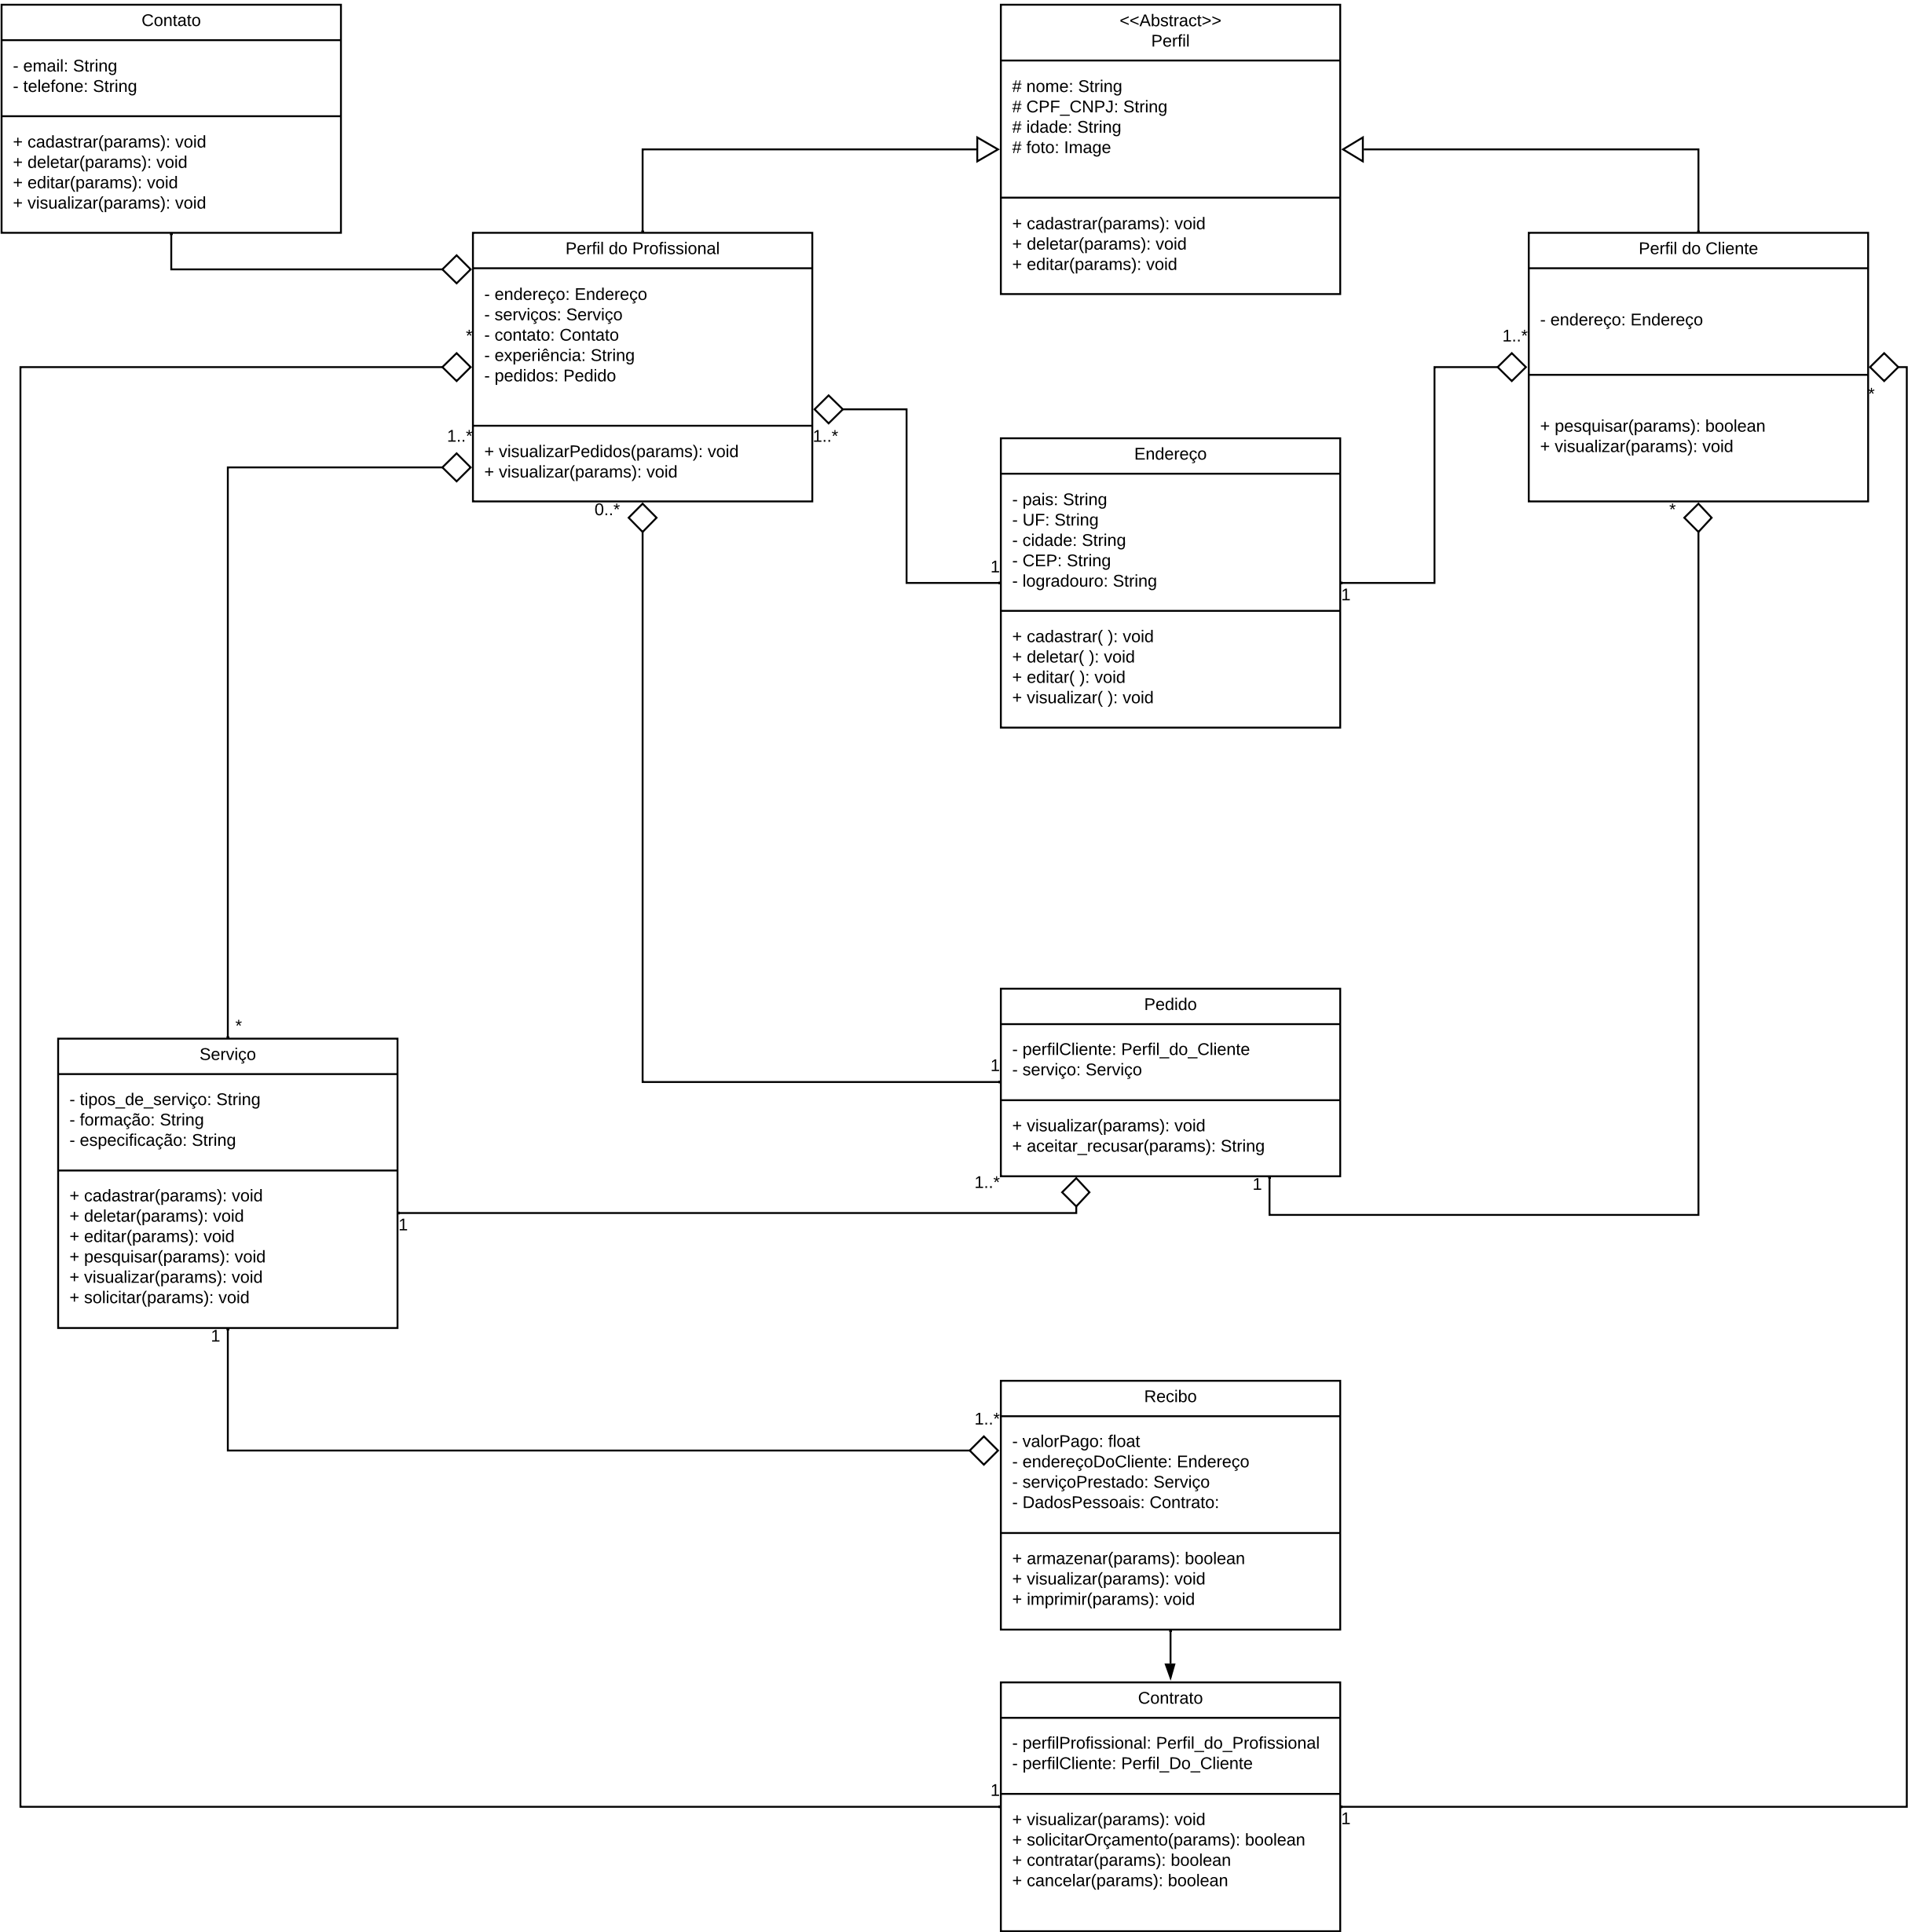 Contato
- email: String
- telefone: String
+ cadastrar(params): void
+ deletar(params): void
+ editar(params): void
+ visualizar(params): void
<<Abstract>>
Perfil
# nome: String
# CPF_CNPJ: String
# idade: String
# foto: Image
+ cadastrar(params): void
+ deletar(params): void
+ editar(params): void
Perfil do Profissional
- endereço: Endereço
- serviços: Serviço
- contato: Contato
- experiência: String
- pedidos: Pedido
+ visualizarPedidos(params): void
+ visualizar(params): void
*
1..*
0..*
1..*
Perfil do Cliente
- endereço: Endereço
+ pesquisar(params): boolean
+ visualizar(params): void
1..*
*
*
Endereço
- pais: String
- UF: String
- cidade: String
- CEP: String
- logradouro: String
+ cadastrar( ): void
+ deletar( ): void
+ editar( ): void
+ visualizar( ): void
1
1
Pedido
- perfilCliente: Perfil_do_Cliente
- serviço: Serviço
+ visualizar(params): void
+ aceitar_recusar(params): String
1
1..*
1
*
Serviço
- tipos_de_serviço: String
- formação: String
- especificação: String
+ cadastrar(params): void
+ deletar(params): void
+ editar(params): void
+ pesquisar(params): void
+ visualizar(params): void
+ solicitar(params): void
1
1
1..*
Recibo
- valorPago: float
- endereçoDoCliente: Endereço
- serviçoPrestado: Serviço
- DadosPessoais: Contrato:
+ armazenar(params): boolean
+ visualizar(params): void
+ imprimir(params): void
Contrato
- perfilProfissional: Perfil_do_Profissional
- perfilCliente: Perfil_Do_Cliente
+ visualizar(params): void
+ solicitarOrçamento(params): boolean
+ contratar(params): boolean
+ cancelar(params): boolean
1
1